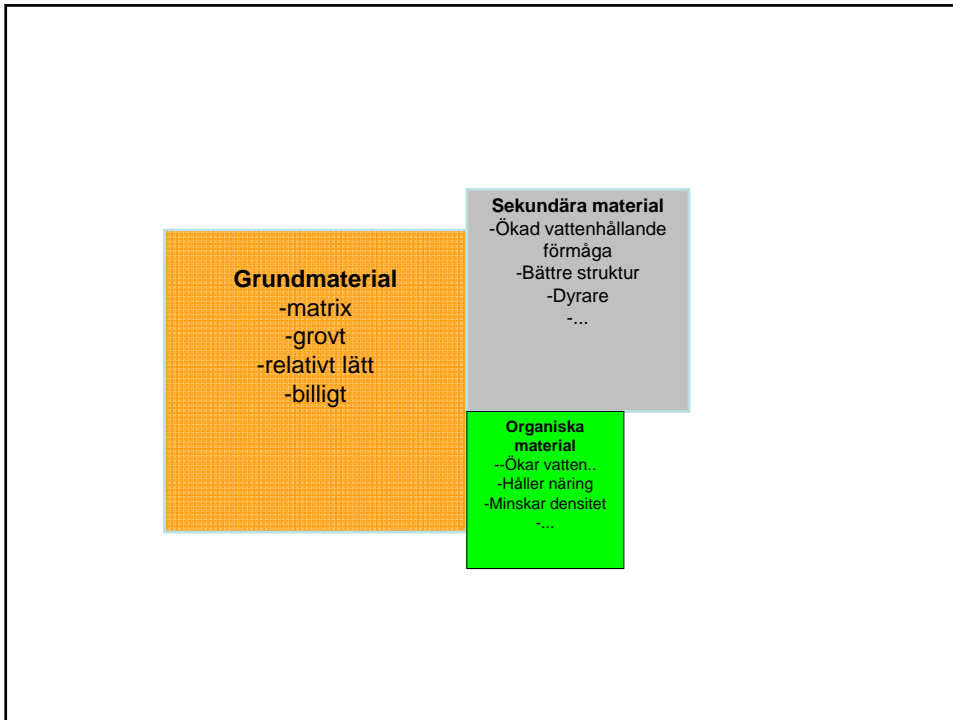 Grundmaterial
-matrix
-grovt
-relativt lätt
-billigt
Sekundära material
-Ökad vattenhållande
förmåga
-Bättre struktur
-Dyrare
-...
Organiska
material
--Ökar vatten..
-Håller näring
-Minskar densitet
-...